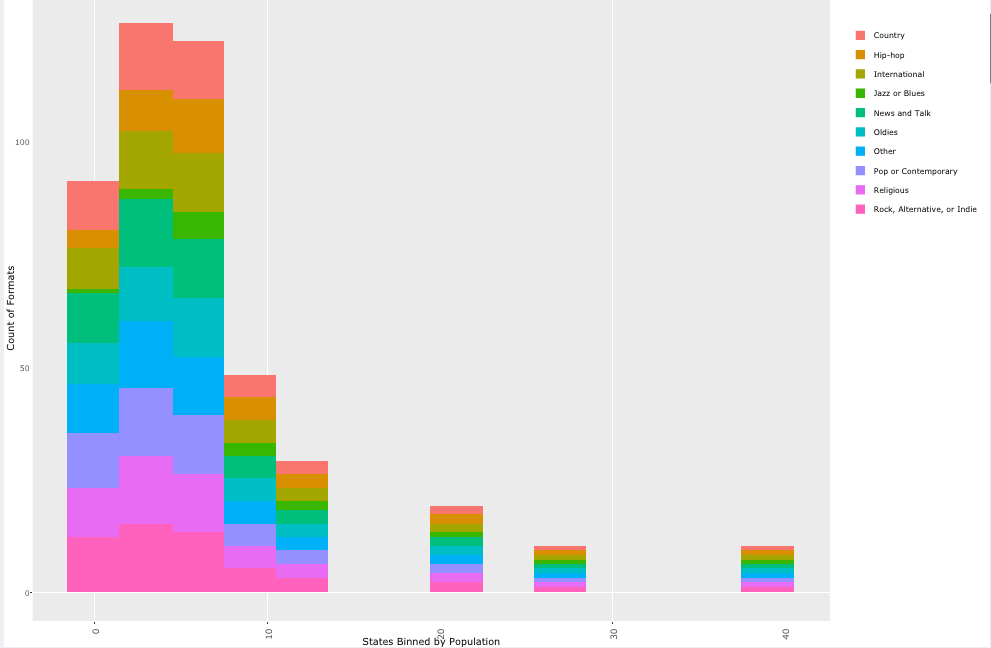 Country
Hip-hop
International
Jazz or Blues
News and Talk
Oldies
Other
Pop or Contemporary
Religious
Rock, Alternative, or Indie
Count of Formats
100
50
0
0
10
20
30
40
States Binned by Population